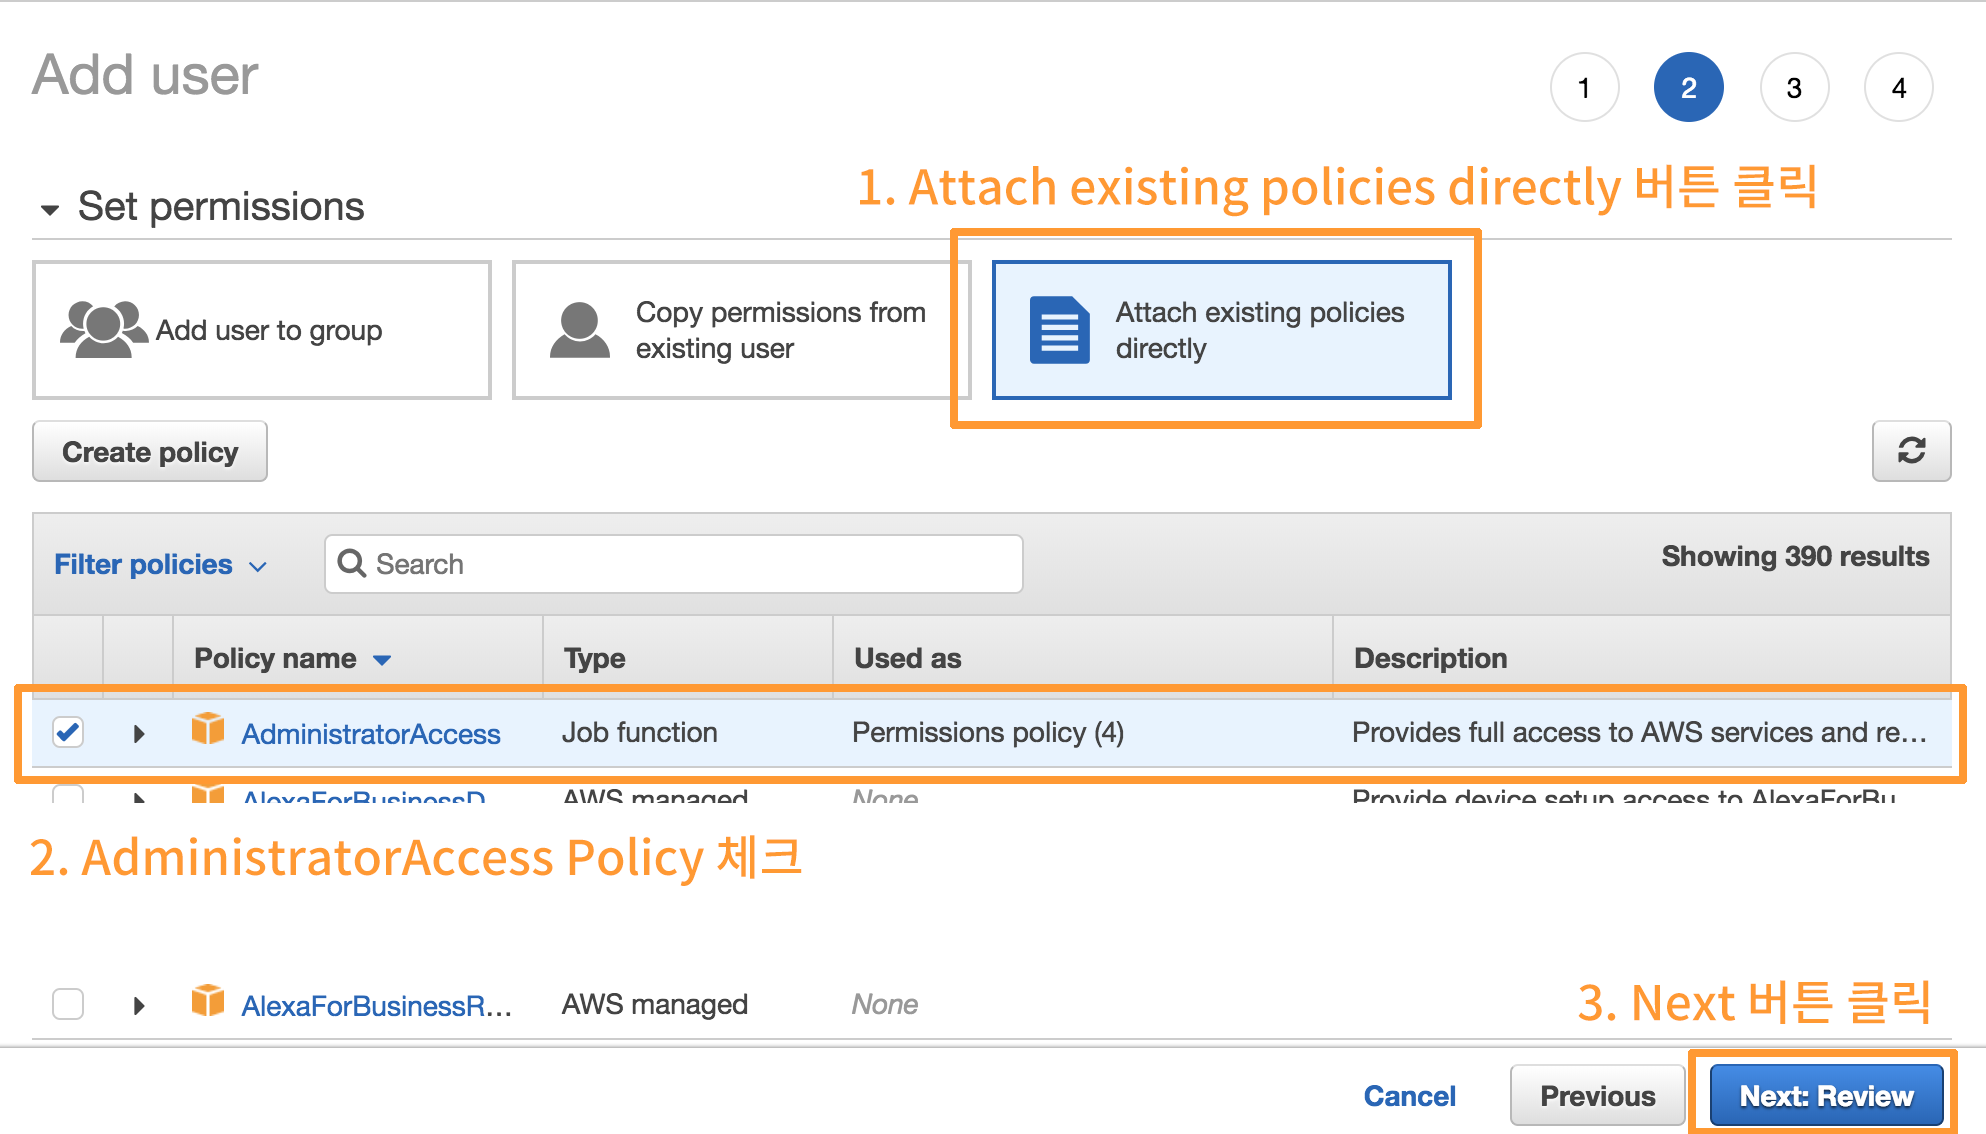 Add user
1 2 3 4
1. Attach existing policies directly 버튼 클릭
Set permissions
Add user to group
Copy permissions from
existing user
Attach existing policies
directly
Create policy
Filter policies
Search
Showing 390 results
Policy name Type Used as Description
AdministratorAccess Job function Permissions policy (4) Provides full access to AWS services and re...
AlexaForBusinessD AWS managed None Provide device setup access to AlexaForBu
2. AdministratorAccess Policy 체크
AlexaForBusinessR... AWS managed None
3. Next 버튼 클릭
Cancel Previous Next: Review